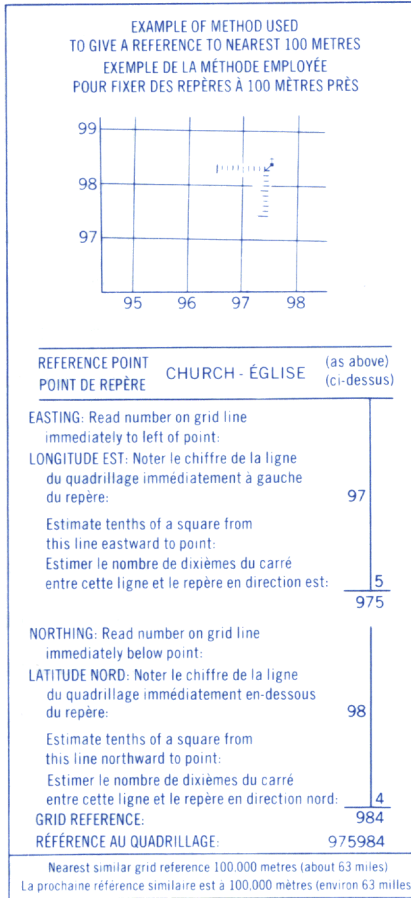 EXAMPLE OF METHOD USED
TO GIVE A REFERENCE TO NEAREST 100 METRES
EXEMPLE DE LA MÉTHODE EMPLOYÉE
POUR FIXER DES REPÈRES À 100 MÈTRES PRÈS
99
98
97
95 96 97 98
REFERENCE POINT
POINT DE REPÈRE
CHURCH - ÉGLISE
(as above)
(ci-dessus)
EASTING: Read number on grid line
immediately to left of point:
LONGITUDE EST: Noter le chiffre de la ligne
du quadrillage immédiatement à gauche
du repère: 97
Estimate tenths of a square from
this line eastward to point:
Estimer le nombre de dixièmes du carré
entre cette ligne et le repère en direction est: 5
975
NORTHING: Read number on grid line
immediately below point:
LATITUDE NORD: Noter le chiffre de la ligne
du quadrillage immédiatement en-dessous
du repère: 98
Estimate tenths of a square from
this line northward to point:
Estimer le nombre de dixièmes du carré
entre cette ligne et le repère en direction nord: 4
GRID REFERENCE: 984
RÉFÉRENCE AU QUADRILLAGE: 975984
Nearest similar grid reference 100,000 metres (about 63 miles)
La prochaine référence similaire est à 100,000 mètres (environ 63 milles